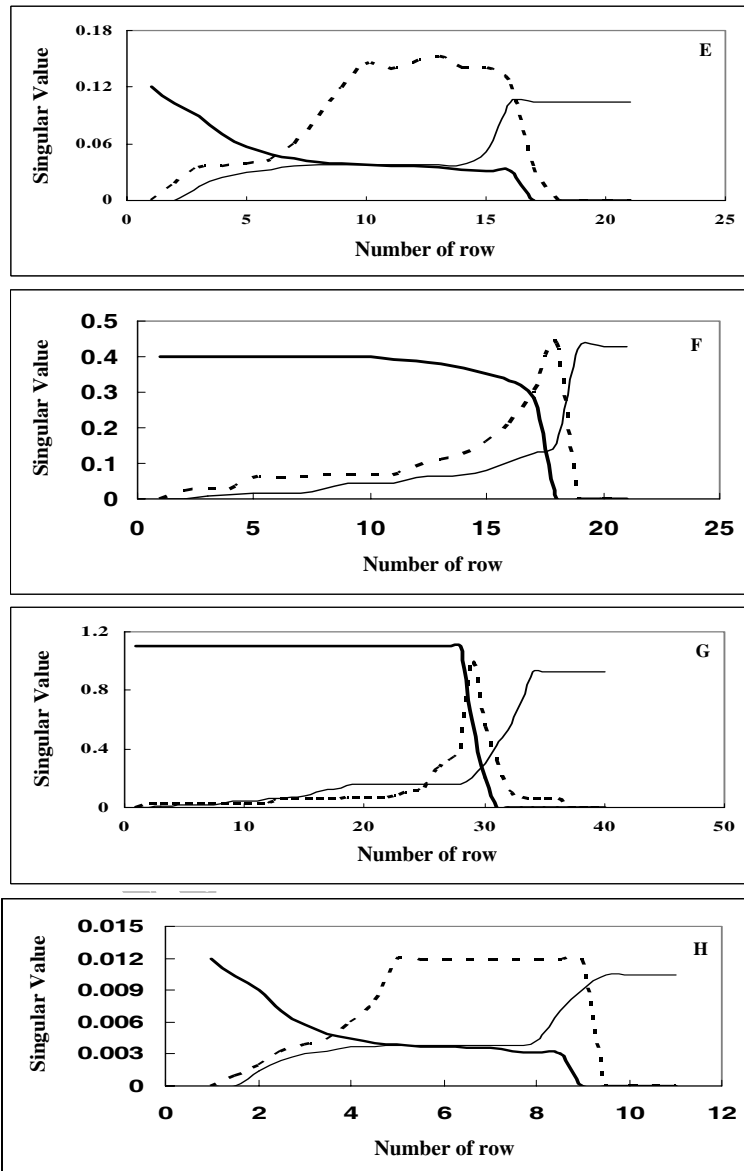 0.18
E
0.12
0.06
0
Singular Value
0 5 10 15 20 25
Number of row
0.5
F
0.4
0.3
0.2
0.1
0
Singular Value
0 5 10 15 20 25
Number of row
1.2
G
0.8
0.4
0
Singular Value
0 10 20 30 40 50
Number of row
0.015
H
0.012
0.009
0.006
0.003
0
Singular Value
0 2 4 6 8 10 12
Number of row